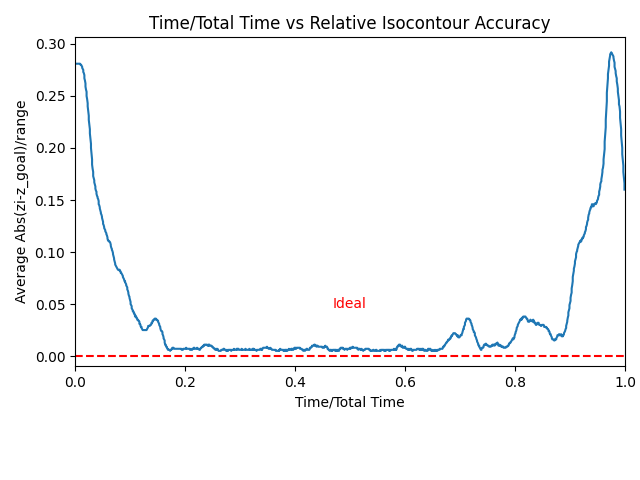 Time/Total Time vs Relative Isocontour Accuracy
Average Abs(zi-z_goal)/range
0.30
0.25
0.20
0.15
0.10
0.05
0.00
Ideal
0.0 0.2 0.4 0.6 0.8 1.0
Time/Total Time